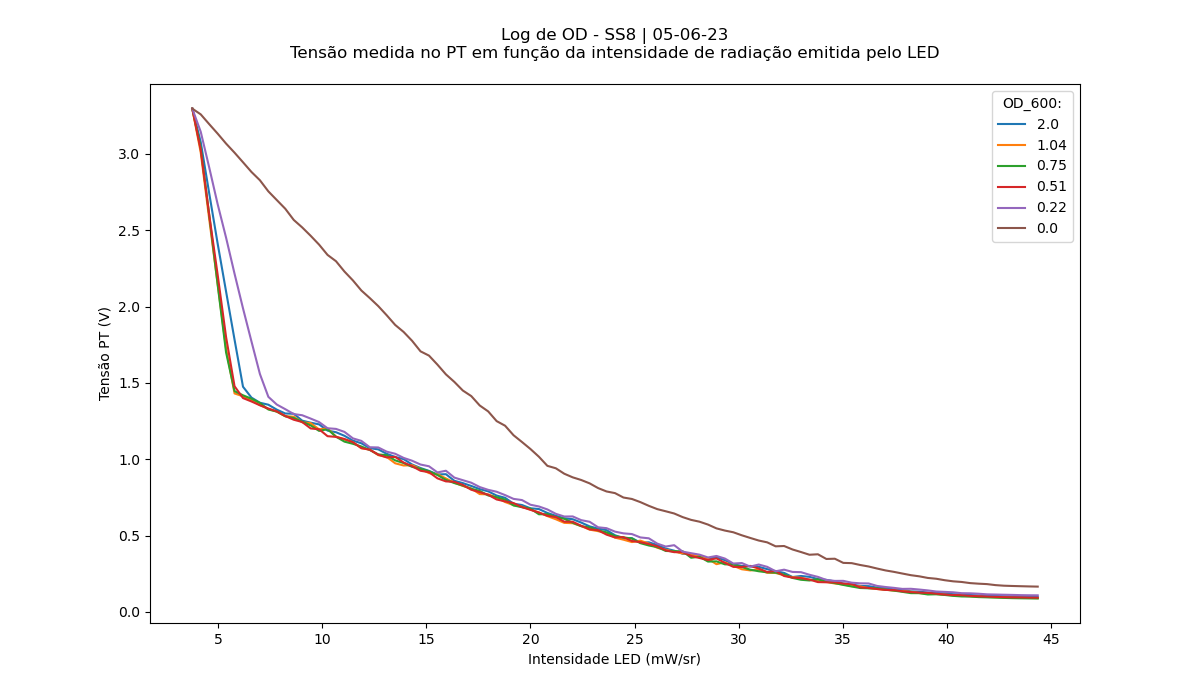 Log de OD - SS8 | 05-06-23
Tensão medida no PT em função da intensidade de radiação emitida pelo LED
OD_600:
2.0
1.04
0.75
0.51
0.22
0.0
Tensão PT (V)
3.0
2.5
2.0
1.5
1.0
0.5
0.0
5 10 15 20 25 30 35 40 45
Intensidade LED (mW/sr)